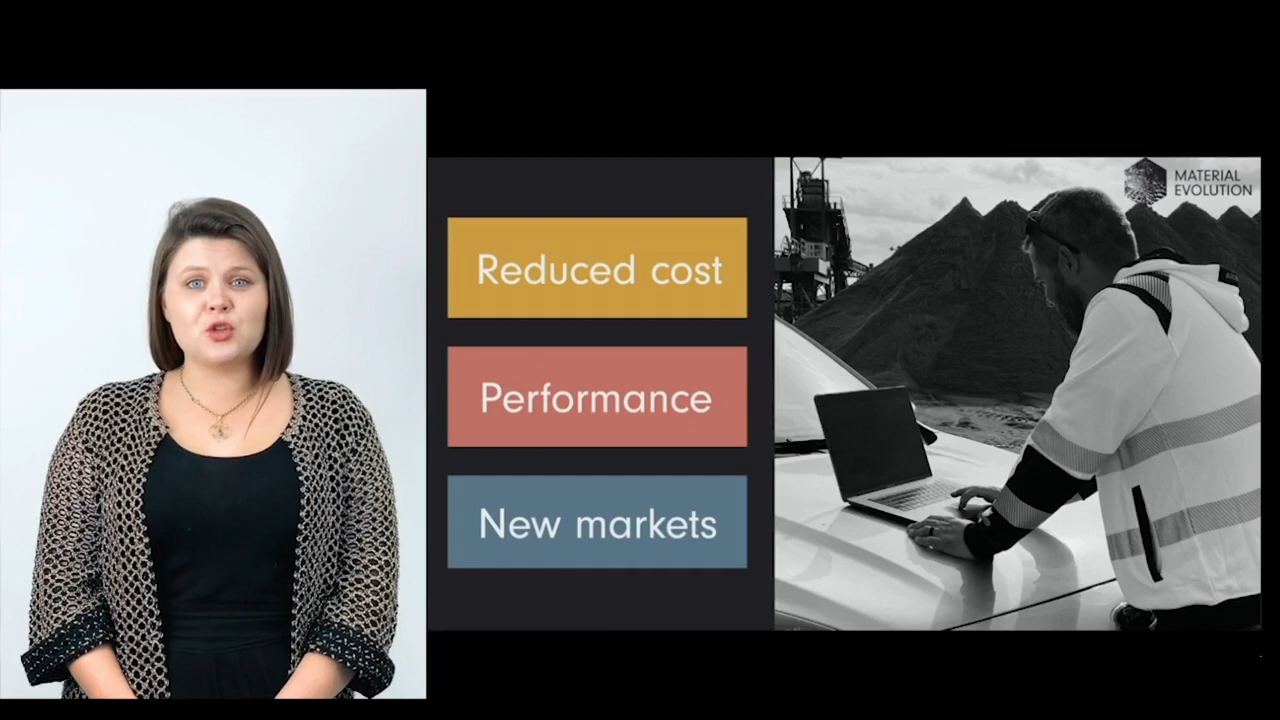 Reduced cost
Performance
New markets
MATERIAL
EVOLUTION